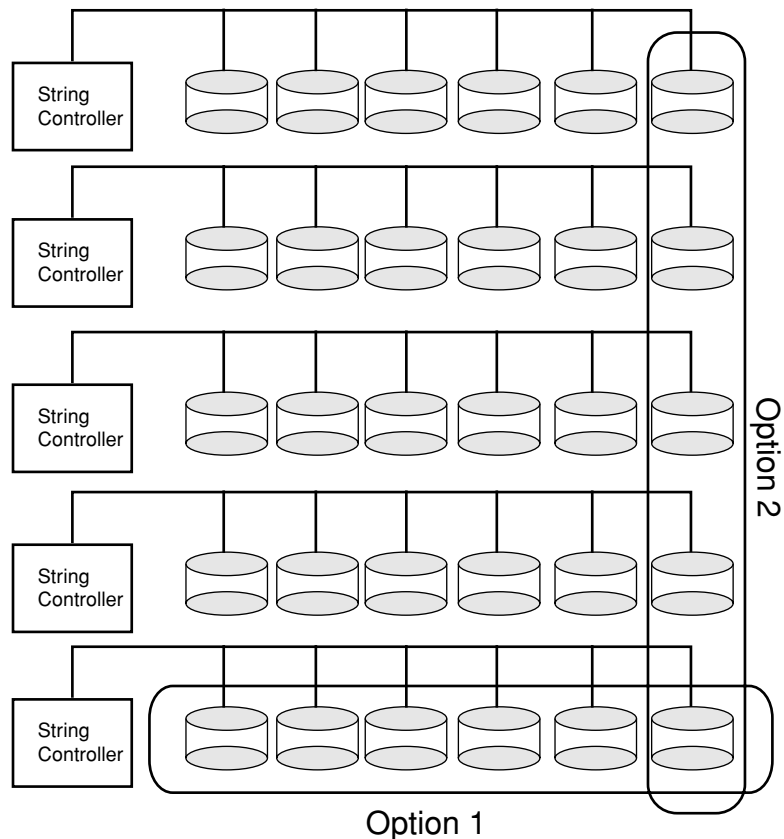 String
Controller
String
Controller
String
Controller
String
Controller
String
Controller
Option 2
Option 1